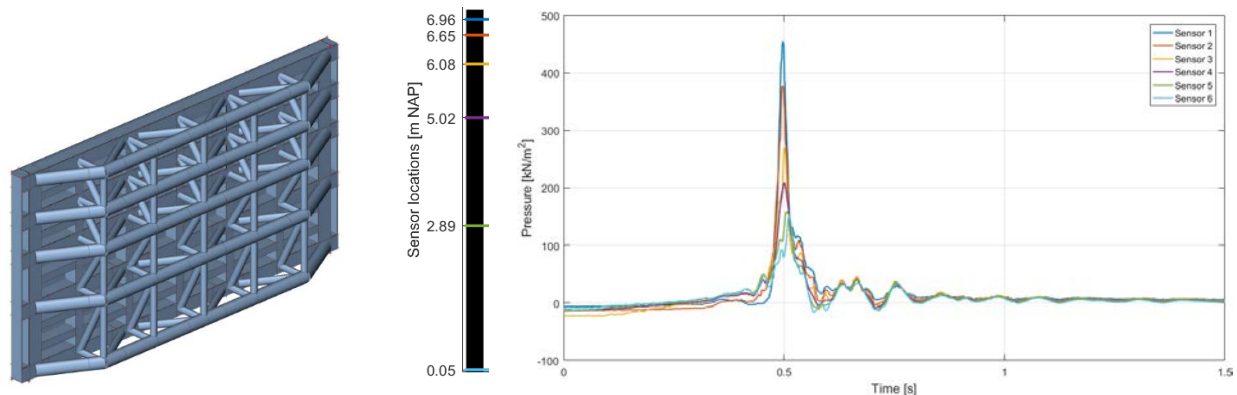 6.96
6.65
6.08
5.02
2.89
0.05
Sensor locations [m NAP]
500
400
300
200
100
0
-100
Pressure [kN/m²]
Sensor 1
Sensor 2
Sensor 3
Sensor 4
Sensor 5
Sensor 6
0
0.5
1
1.5
Time [s]